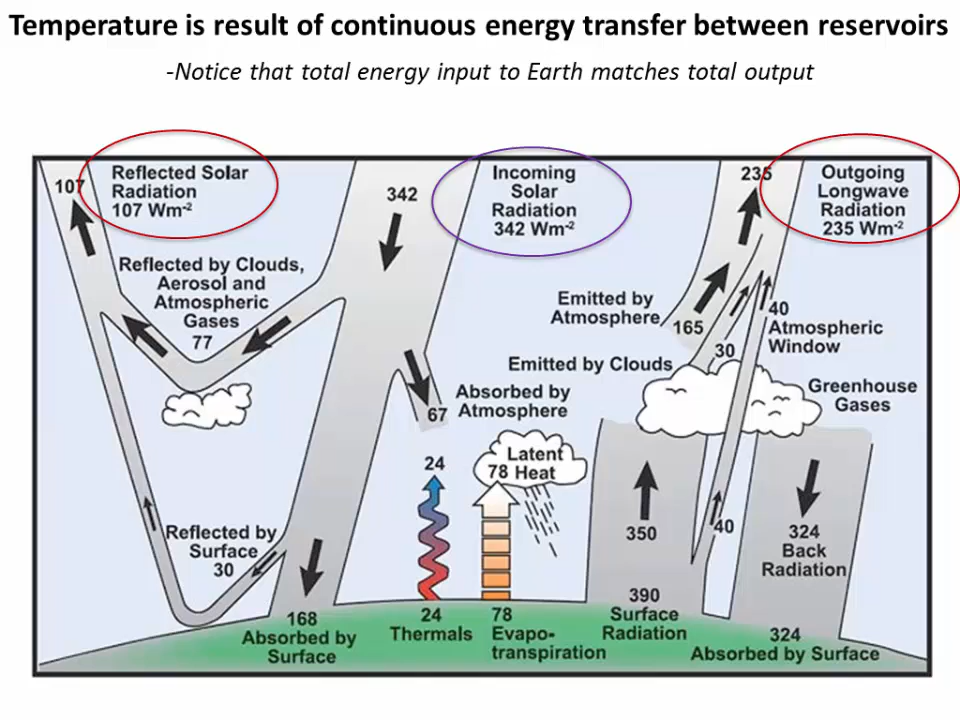 Temperature is result of continuous energy transfer between reservoirs
-Notice that total energy input to Earth matches total output
107
Reflected Solar
Radiation
107 Wm⁻²
342
Incoming
Solar
Radiation
342 Wm⁻²
235
Outgoing
Longwave
Radiation
235 Wm⁻²
Reflected by Clouds,
Aerosol and
Atmospheric
Gases
77
Emitted by
Atmosphere
165
40
Atmospheric
Window
30
Emitted by Clouds
Greenhouse
Gases
Absorbed by
Atmosphere
67
24
Latent
78 Heat
350
40
324
Back
Radiation
Reflected by
Surface
30
168
Absorbed by
Surface
24
Thermals
78
Evapo-
transpiration
390
Surface
Radiation
324
Absorbed by Surface